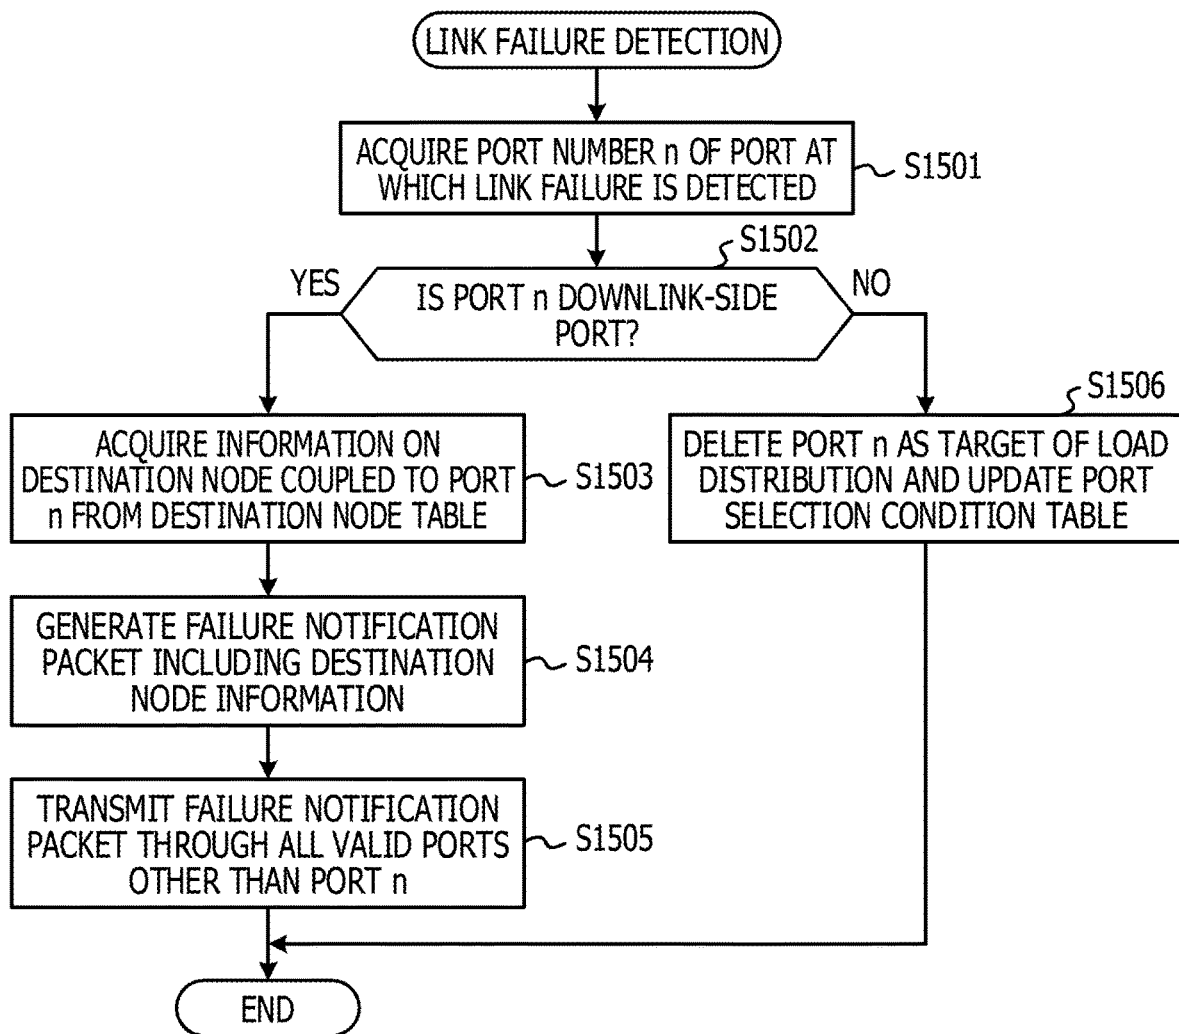 LINK FAILURE DETECTION
ACQUIRE PORT NUMBER n OF PORT AT
WHICH LINK FAILURE IS DETECTED
S1501
S1502
YES
IS PORT n DOWNLINK-SIDE
PORT?
NO
ACQUIRE INFORMATION ON
DESTINATION NODE COUPLED TO PORT
n FROM DESTINATION NODE TABLE
S1503
S1506
DELETE PORT n AS TARGET OF LOAD
DISTRIBUTION AND UPDATE PORT
SELECTION CONDITION TABLE
GENERATE FAILURE NOTIFICATION
PACKET INCLUDING DESTINATION
NODE INFORMATION
S1504
TRANSMIT FAILURE NOTIFICATION
PACKET THROUGH ALL VALID PORTS
OTHER THAN PORT n
S1505
END